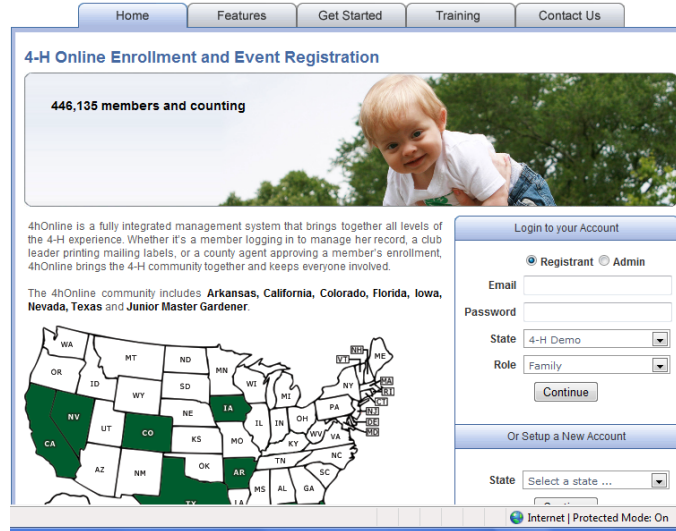 Home Features Get Started Training Contact Us
4-H Online Enrollment and Event Registration
446,135 members and counting
4hOnline is a fully integrated management system that brings together all levels of
the 4-H experience. Whether it's a member logging in to manage her record, a club
leader printing mailing labels, or a county agent approving a member's enrollment,
4hOnline brings the 4-H community together and keeps everyone involved.
The 4hOnline community includes Arkansas, California, Colorado, Florida, Iowa,
Nevada, Texas and Junior Master Gardener.
WA MT ND MN WI MI NY ME NH VT
OR ID WY SD IA IL IN OH PA MA RI CT NJ DE MD
CA NV UT CO NE KS MO KY WV VA
AZ NM OK AR TN NC SC
TX LA MS AL GA
Login to your Account
Registrant Admin
Email
Password
State 4-H Demo
Role Family
Continue
Or Setup a New Account
State Select a state ...
Internet | Protected Mode: On